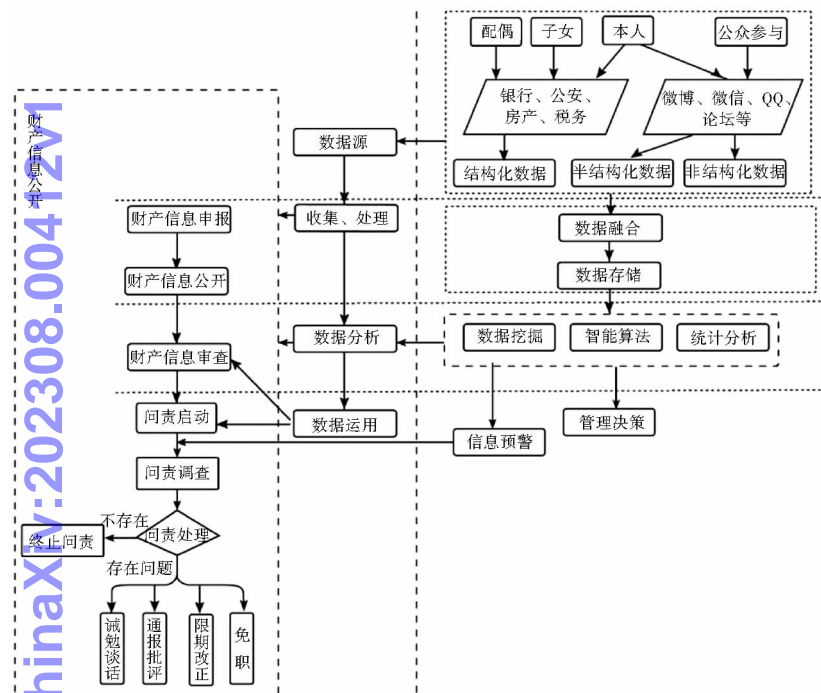 配偶
子女
本人
公众参与
银行、公安、
房产、税务
微博、微信、QQ、
论坛等
数据源
结构化数据
半结构化数据
非结构化数据
财产信息公开
财产信息申报
收集、处理
数据融合
财产信息公开
数据存储
数据分析
数据挖掘
智能算法
统计分析
财产信息审查
问责启动
数据运用
管理决策
信息预警
问责调查
不存在
问责处理
终止问责
存在问题
诫勉谈话
通报批评
限期改正
免职
hinaXiv:202308.00412v1